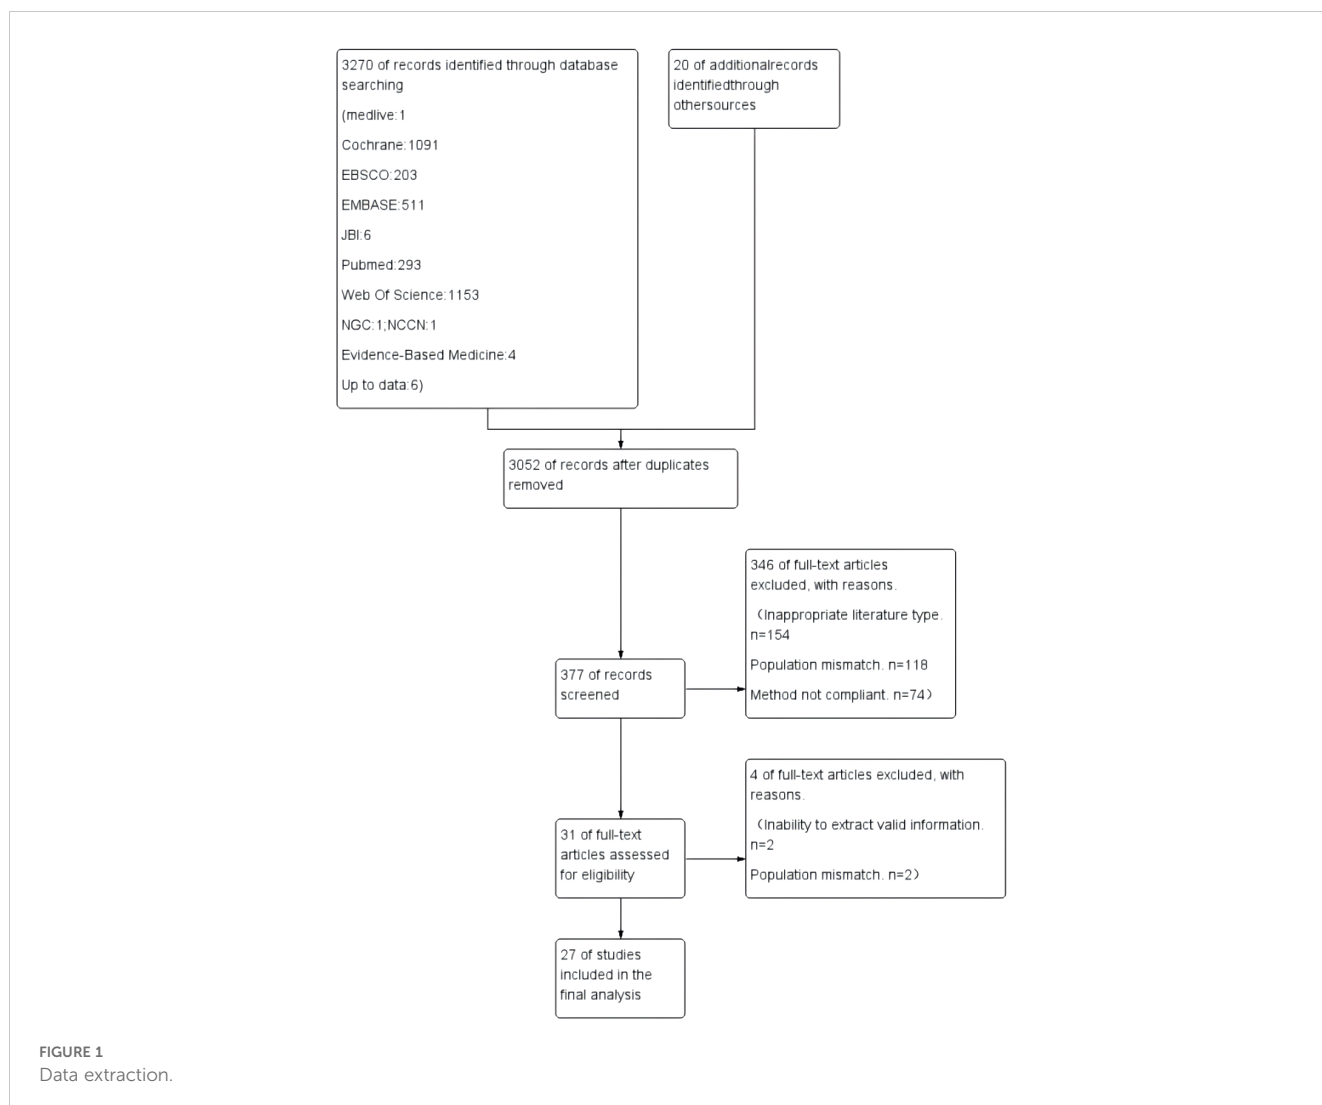 3270 of records identified through database
searching
(medlive:1
Cochrane:1091
EBSCO:203
EMBASE:511
JBI:6
Pubmed:293
Web Of Science:1153
NGC:1;NCCN:1
Evidence-Based Medicine:4
Up to data:6)
20 of additionalrecords
identifiedthrough
othersources
3052 of records after duplicates
removed
346 of full-text articles
excluded, with reasons.
（Inappropriate literature type.
n=154
Population mismatch. n=118
Method not compliant. n=74）
377 of records
screened
4 of full-text articles excluded, with
reasons.
（Inability to extract valid information.
n=2
Population mismatch. n=2）
31 of full-text
articles assessed
for eligibility
27 of studies
included in the
final analysis
FIGURE 1
Data extraction.